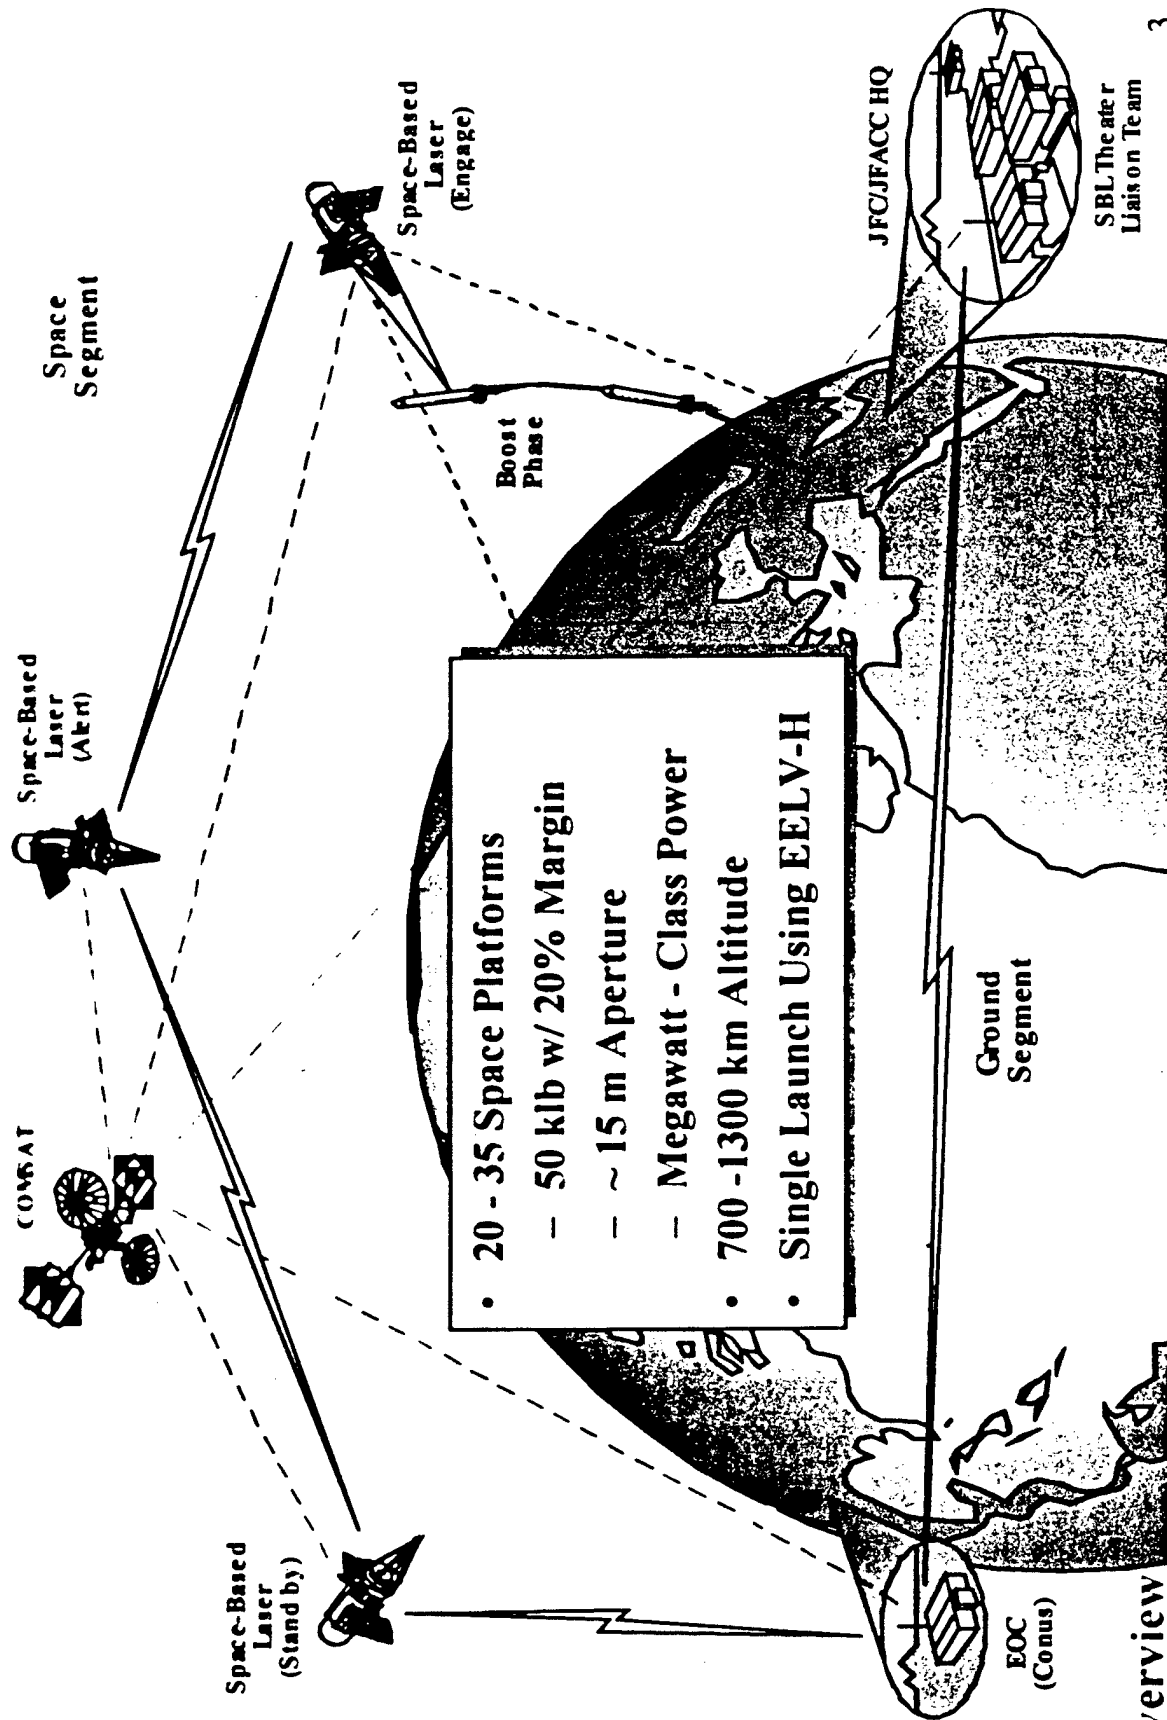 Space
Segment
COMSAT
Space-Based
Laser
(Alert)
Space-Based
Laser
(Stand by)
Space-Based
Laser
(Engage)
Boost
Phase
• 20 - 35 Space Platforms
– 50 klb w/ 20% Margin
– ~ 15 m Aperture
– Megawatt - Class Power
• 700 -1300 km Altitude
• Single Launch Using EELV-H
JFC/JFACC HQ
EOC
(Conus)
Ground
Segment
SBL Theater
Liaison Team
verview
3